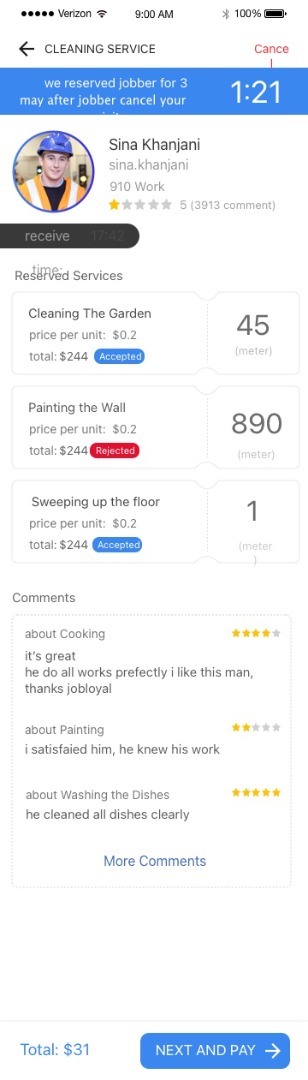 Verizon 9:00 AM 100%
CLEANING SERVICE Cance
we reserved jobber for 3
may after jobber cancel your
1:21
Sina Khanjani
sina.khanjani
910 Work
5 (3913 comment)
receive 17:42
time:
Reserved Services
Cleaning The Garden
price per unit: $0.2
total: $244 Accepted
45
(meter)
Painting the Wall
price per unit: $0.2
total: $244 Rejected
890
(meter)
Sweeping up the floor
price per unit: $0.2
total: $244 Accepted
1
(meter
)
Comments
about Cooking
it's great
he do all works prefectly i like this man,
thanks jobloyal
about Painting
i satisfaied him, he knew his work
about Washing the Dishes
he cleaned all dishes clearly
More Comments
Total: $31 NEXT AND PAY